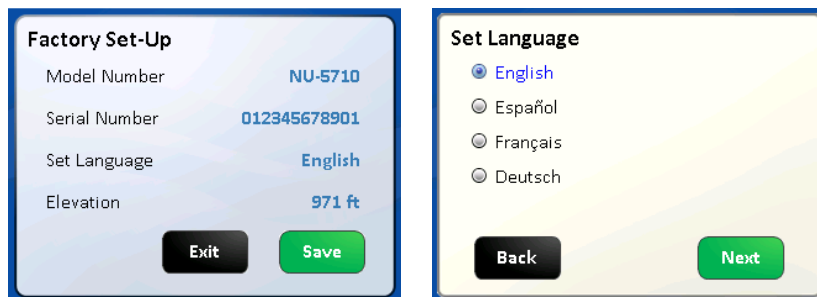 Factory Set-Up
Model Number NU-5710
Serial Number 012345678901
Set Language English
Elevation 971 ft
Exit Save
Set Language
English
Español
Français
Deutsch
Back Next